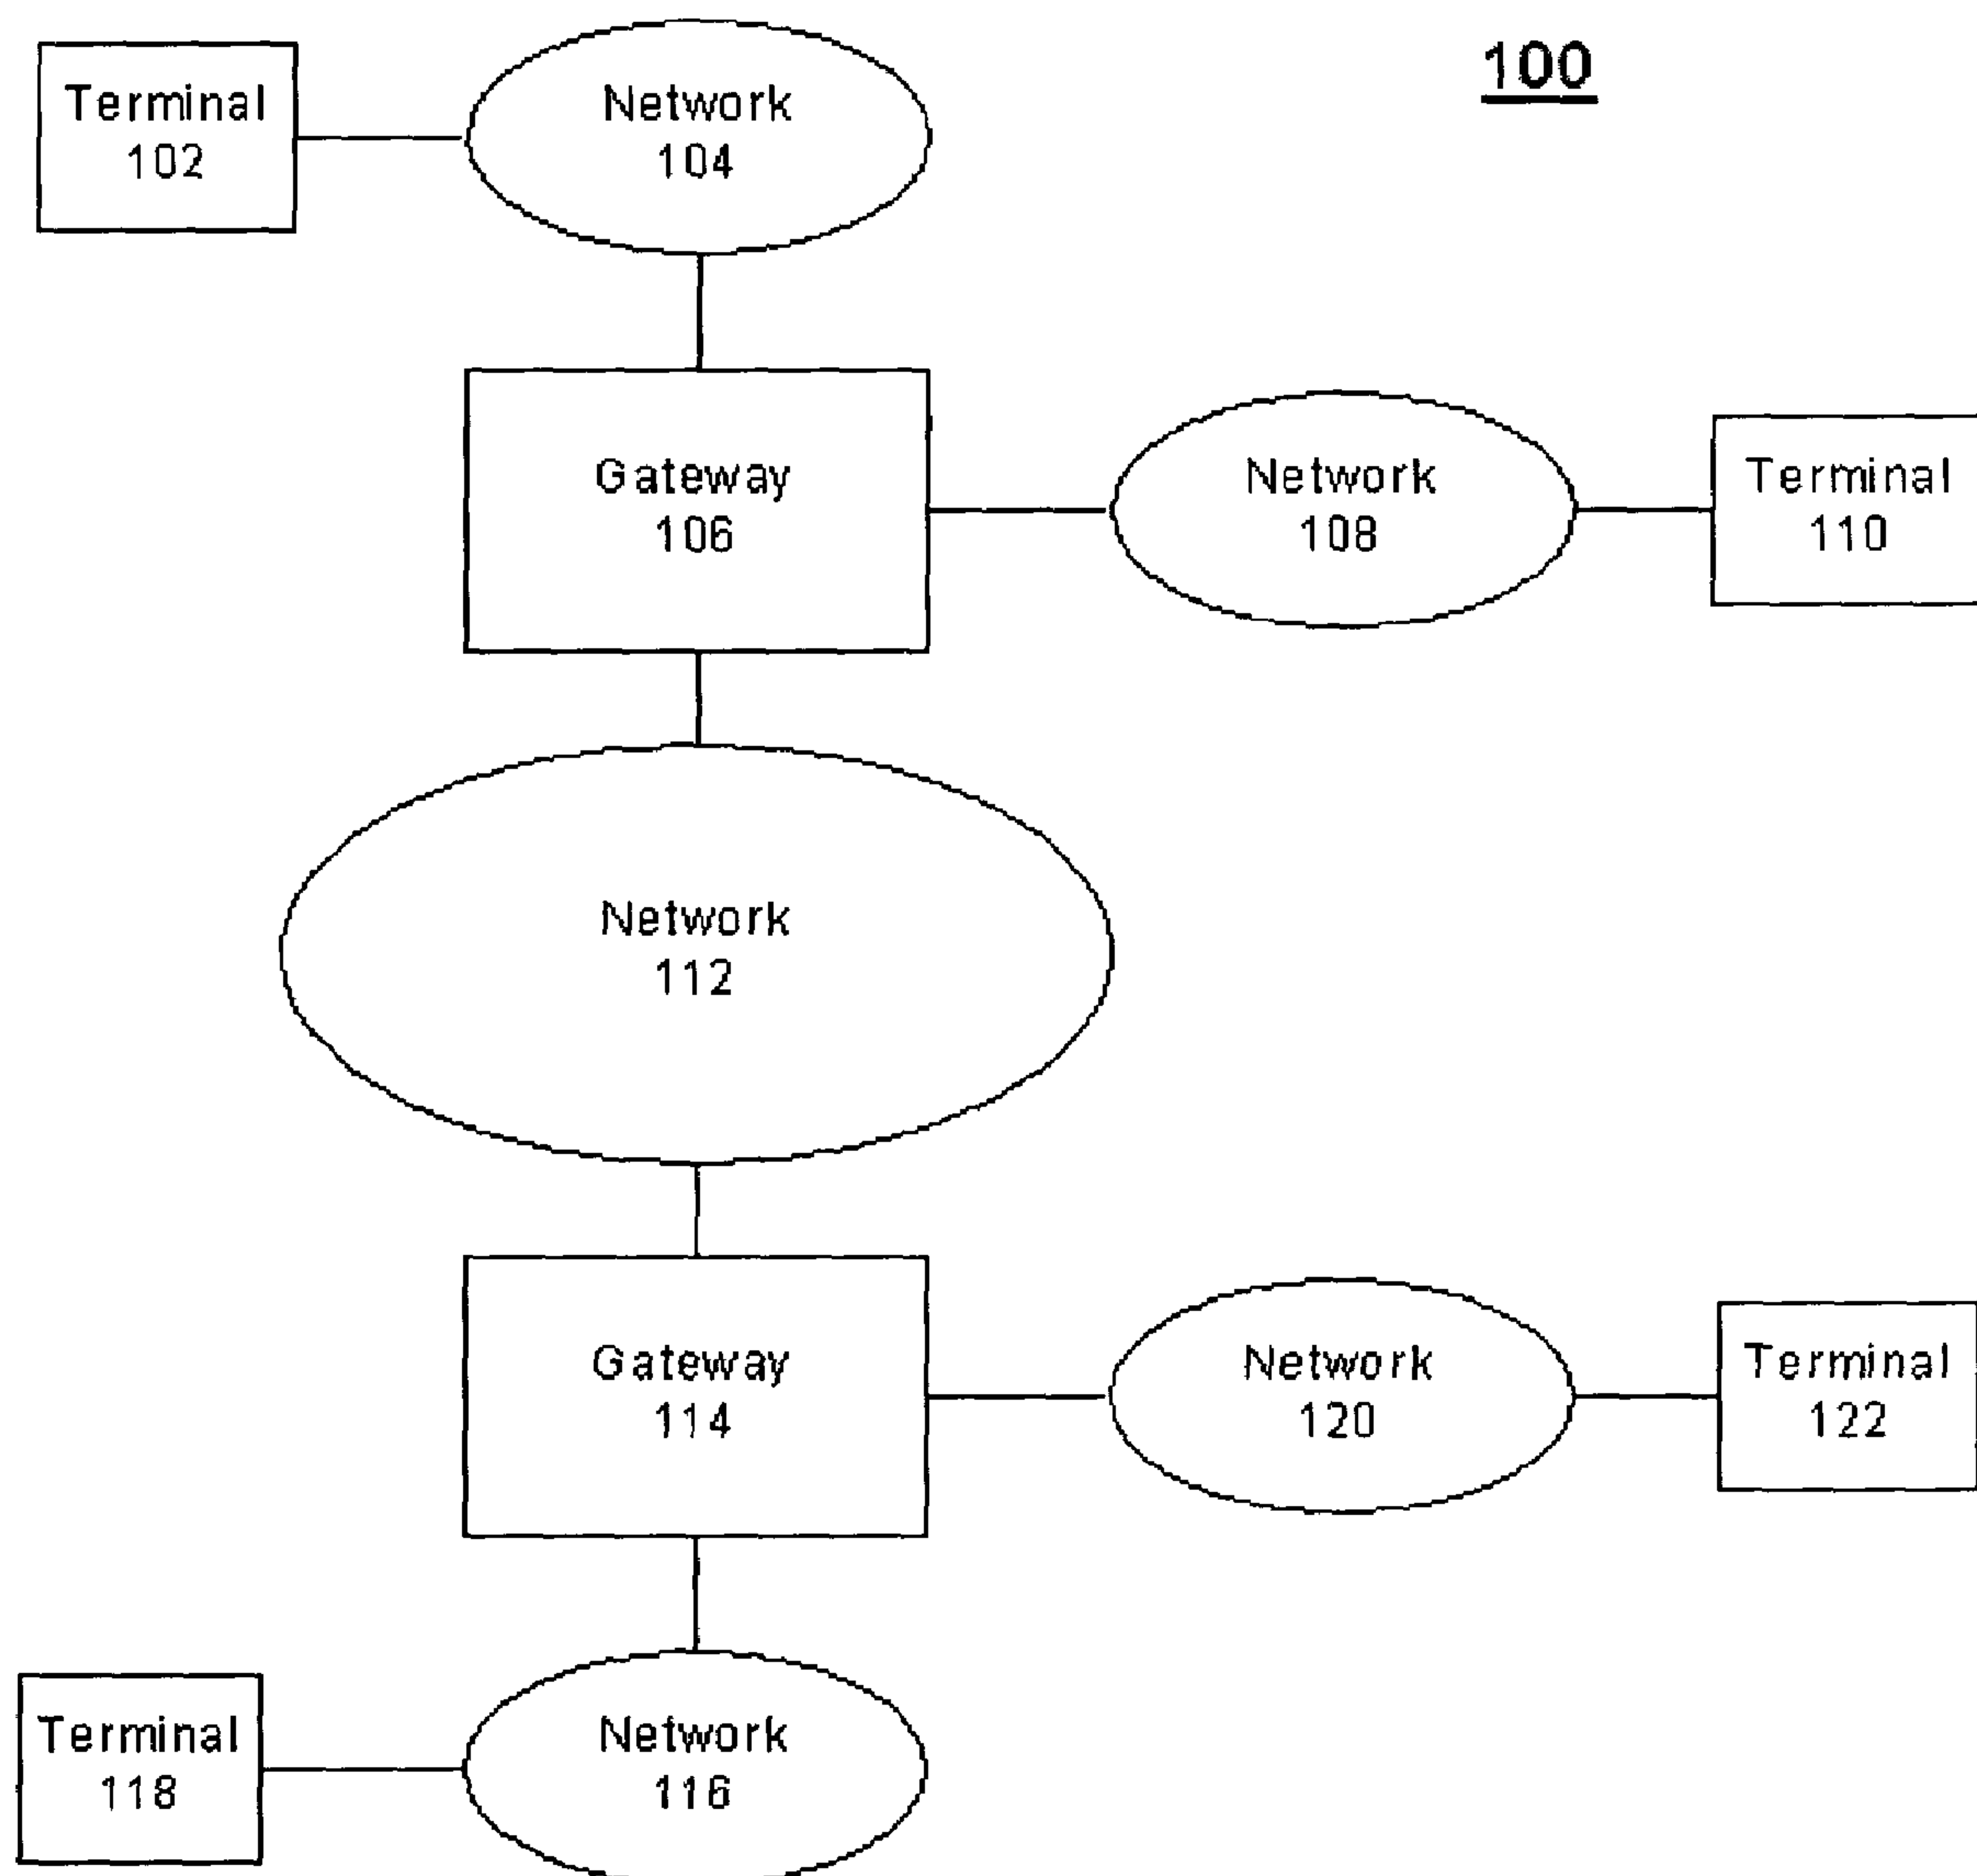 100
Terminal
102
Network
104
Gateway
106
Network
108
Terminal
110
Network
112
Gateway
114
Network
120
Terminal
122
Terminal
118
Network
116